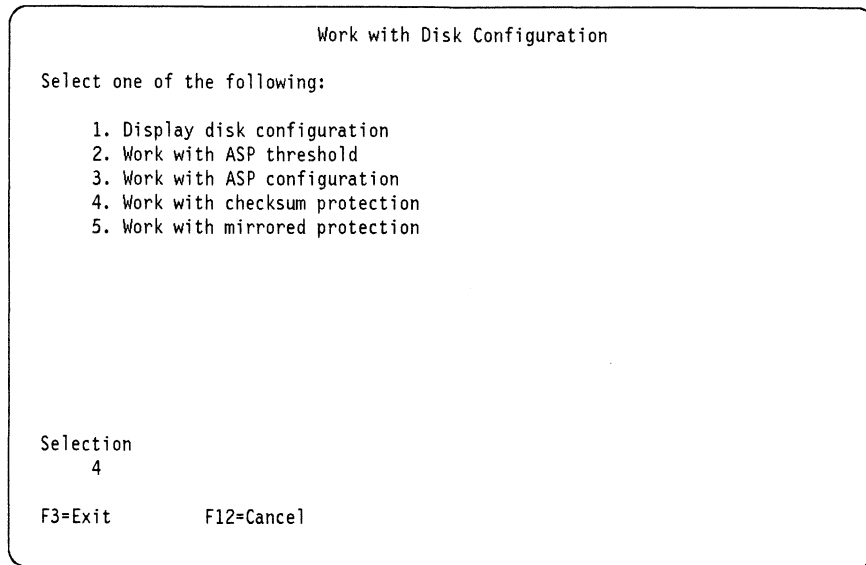 Work with Disk Configuration
Select one of the following:
1. Display disk configuration
2. Work with ASP threshold
3. Work with ASP configuration
4. Work with checksum protection
5. Work with mirrored protection
Selection
4
F3=Exit F12=Cancel